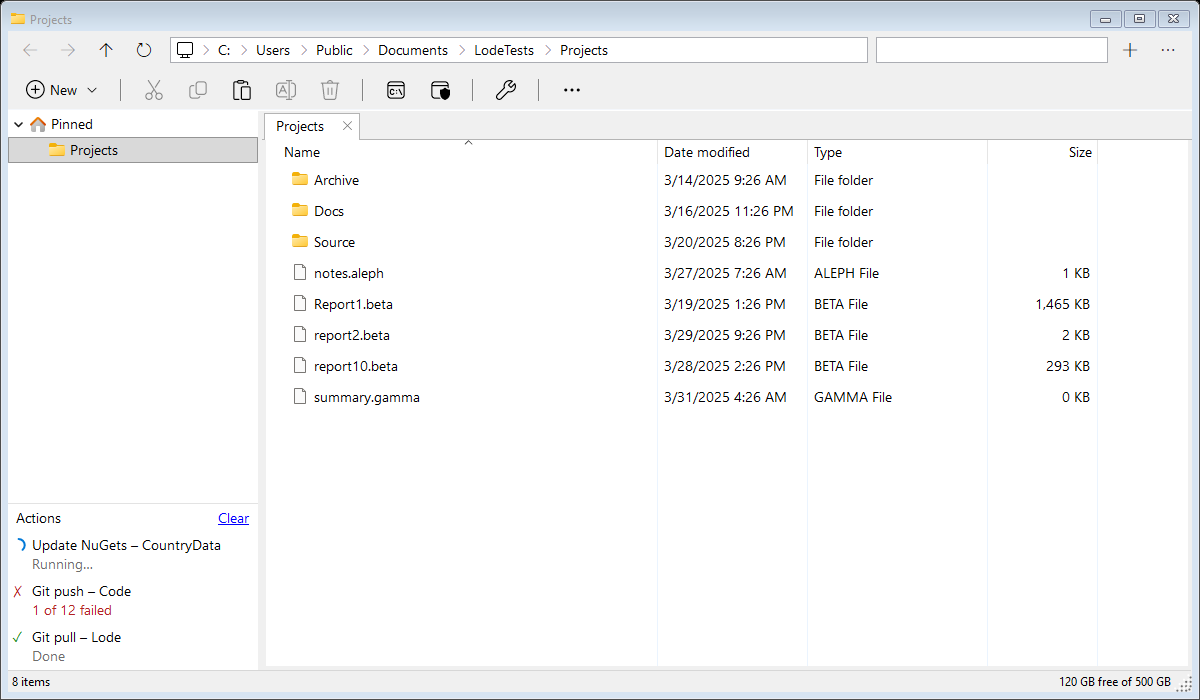 Projects
C: Users Public Documents LodeTests Projects
New
C:\
Pinned
Projects
Projects
Name Date modified Type Size
Archive 3/14/2025 9:26 AM File folder
Docs 3/16/2025 11:26 PM File folder
Source 3/20/2025 8:26 PM File folder
notes.aleph 3/27/2025 7:26 AM ALEPH File 1 KB
Report1.beta 3/19/2025 1:26 PM BETA File 1,465 KB
report2.beta 3/29/2025 9:26 PM BETA File 2 KB
report10.beta 3/28/2025 2:26 PM BETA File 293 KB
summary.gamma 3/31/2025 4:26 AM GAMMA File 0 KB
Actions Clear
Update NuGets – CountryData
Running...
Git push – Code
1 of 12 failed
Git pull – Lode
Done
8 items 120 GB free of 500 GB